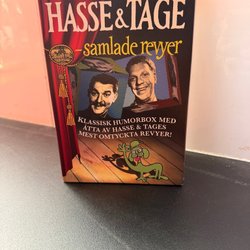 HASSE & TAGE
– samlade revyer
KLASSISK HUMORBOX MED
ÅTTA AV HASSE & TAGES
MEST OMTYCKTA REVYER!